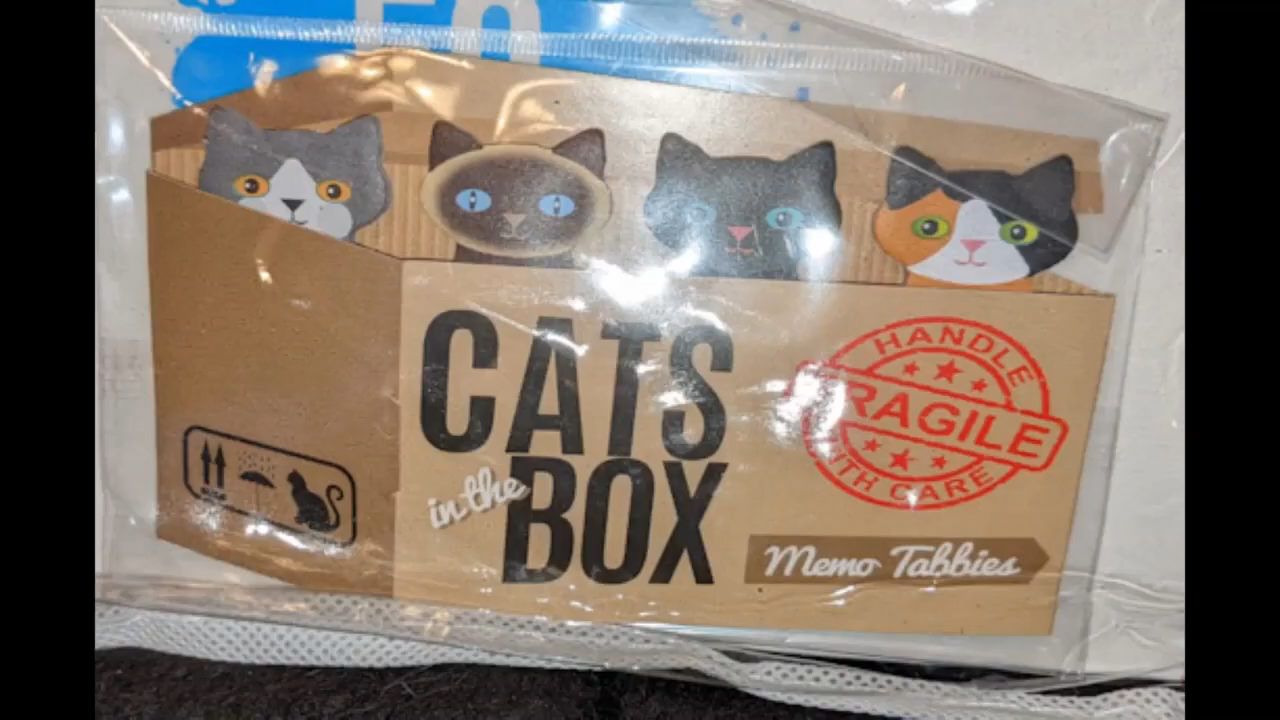 CATS
in the
BOX
HANDLE
FRAGILE
WITH CARE
Memo Tabbies